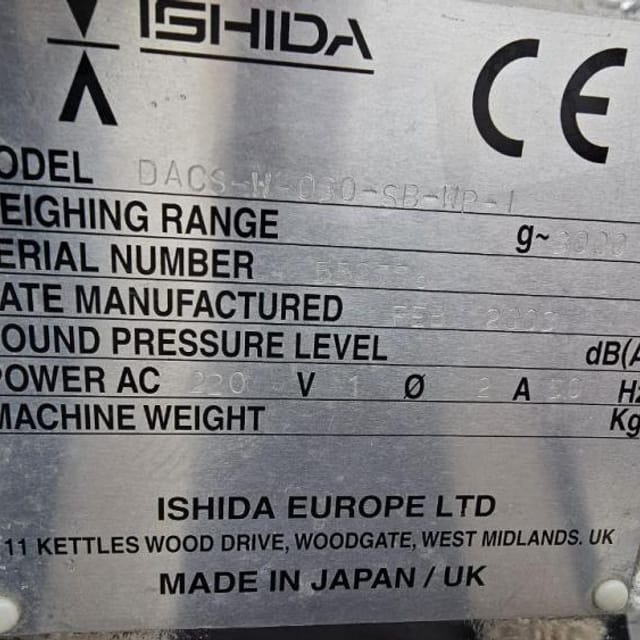 ISHIDA
CE
ODEL DACS-W-030-SB-WP-I
EIGHING RANGE g~ 3000
ERIAL NUMBER
ATE MANUFACTURED FEB
OUND PRESSURE LEVEL dB(A
POWER AC 220 V 1 Ø 2 A 50 Hz
MACHINE WEIGHT Kg
ISHIDA EUROPE LTD
11 KETTLES WOOD DRIVE, WOODGATE, WEST MIDLANDS. UK
MADE IN JAPAN / UK